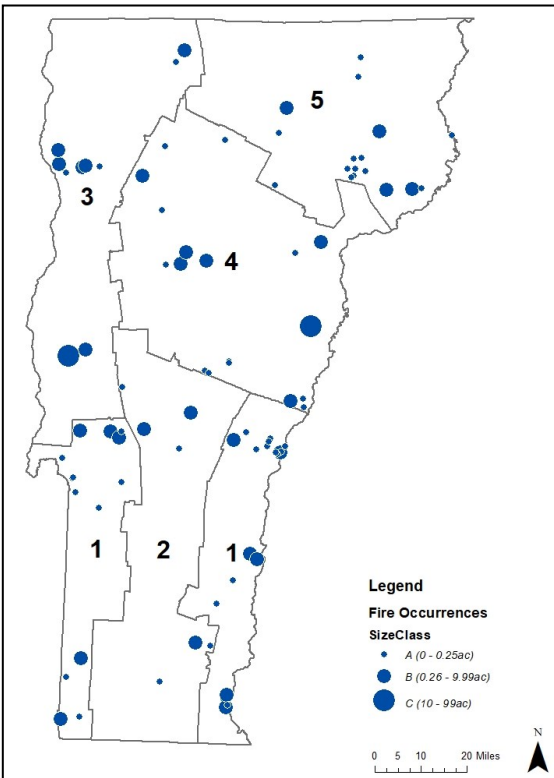 5
3
4
1
2
1
Legend
Fire Occurrences
SizeClass
A (0 - 0.25ac)
B (0.26 - 9.99ac)
C (10 - 99ac)
N
0 5 10 20 Miles